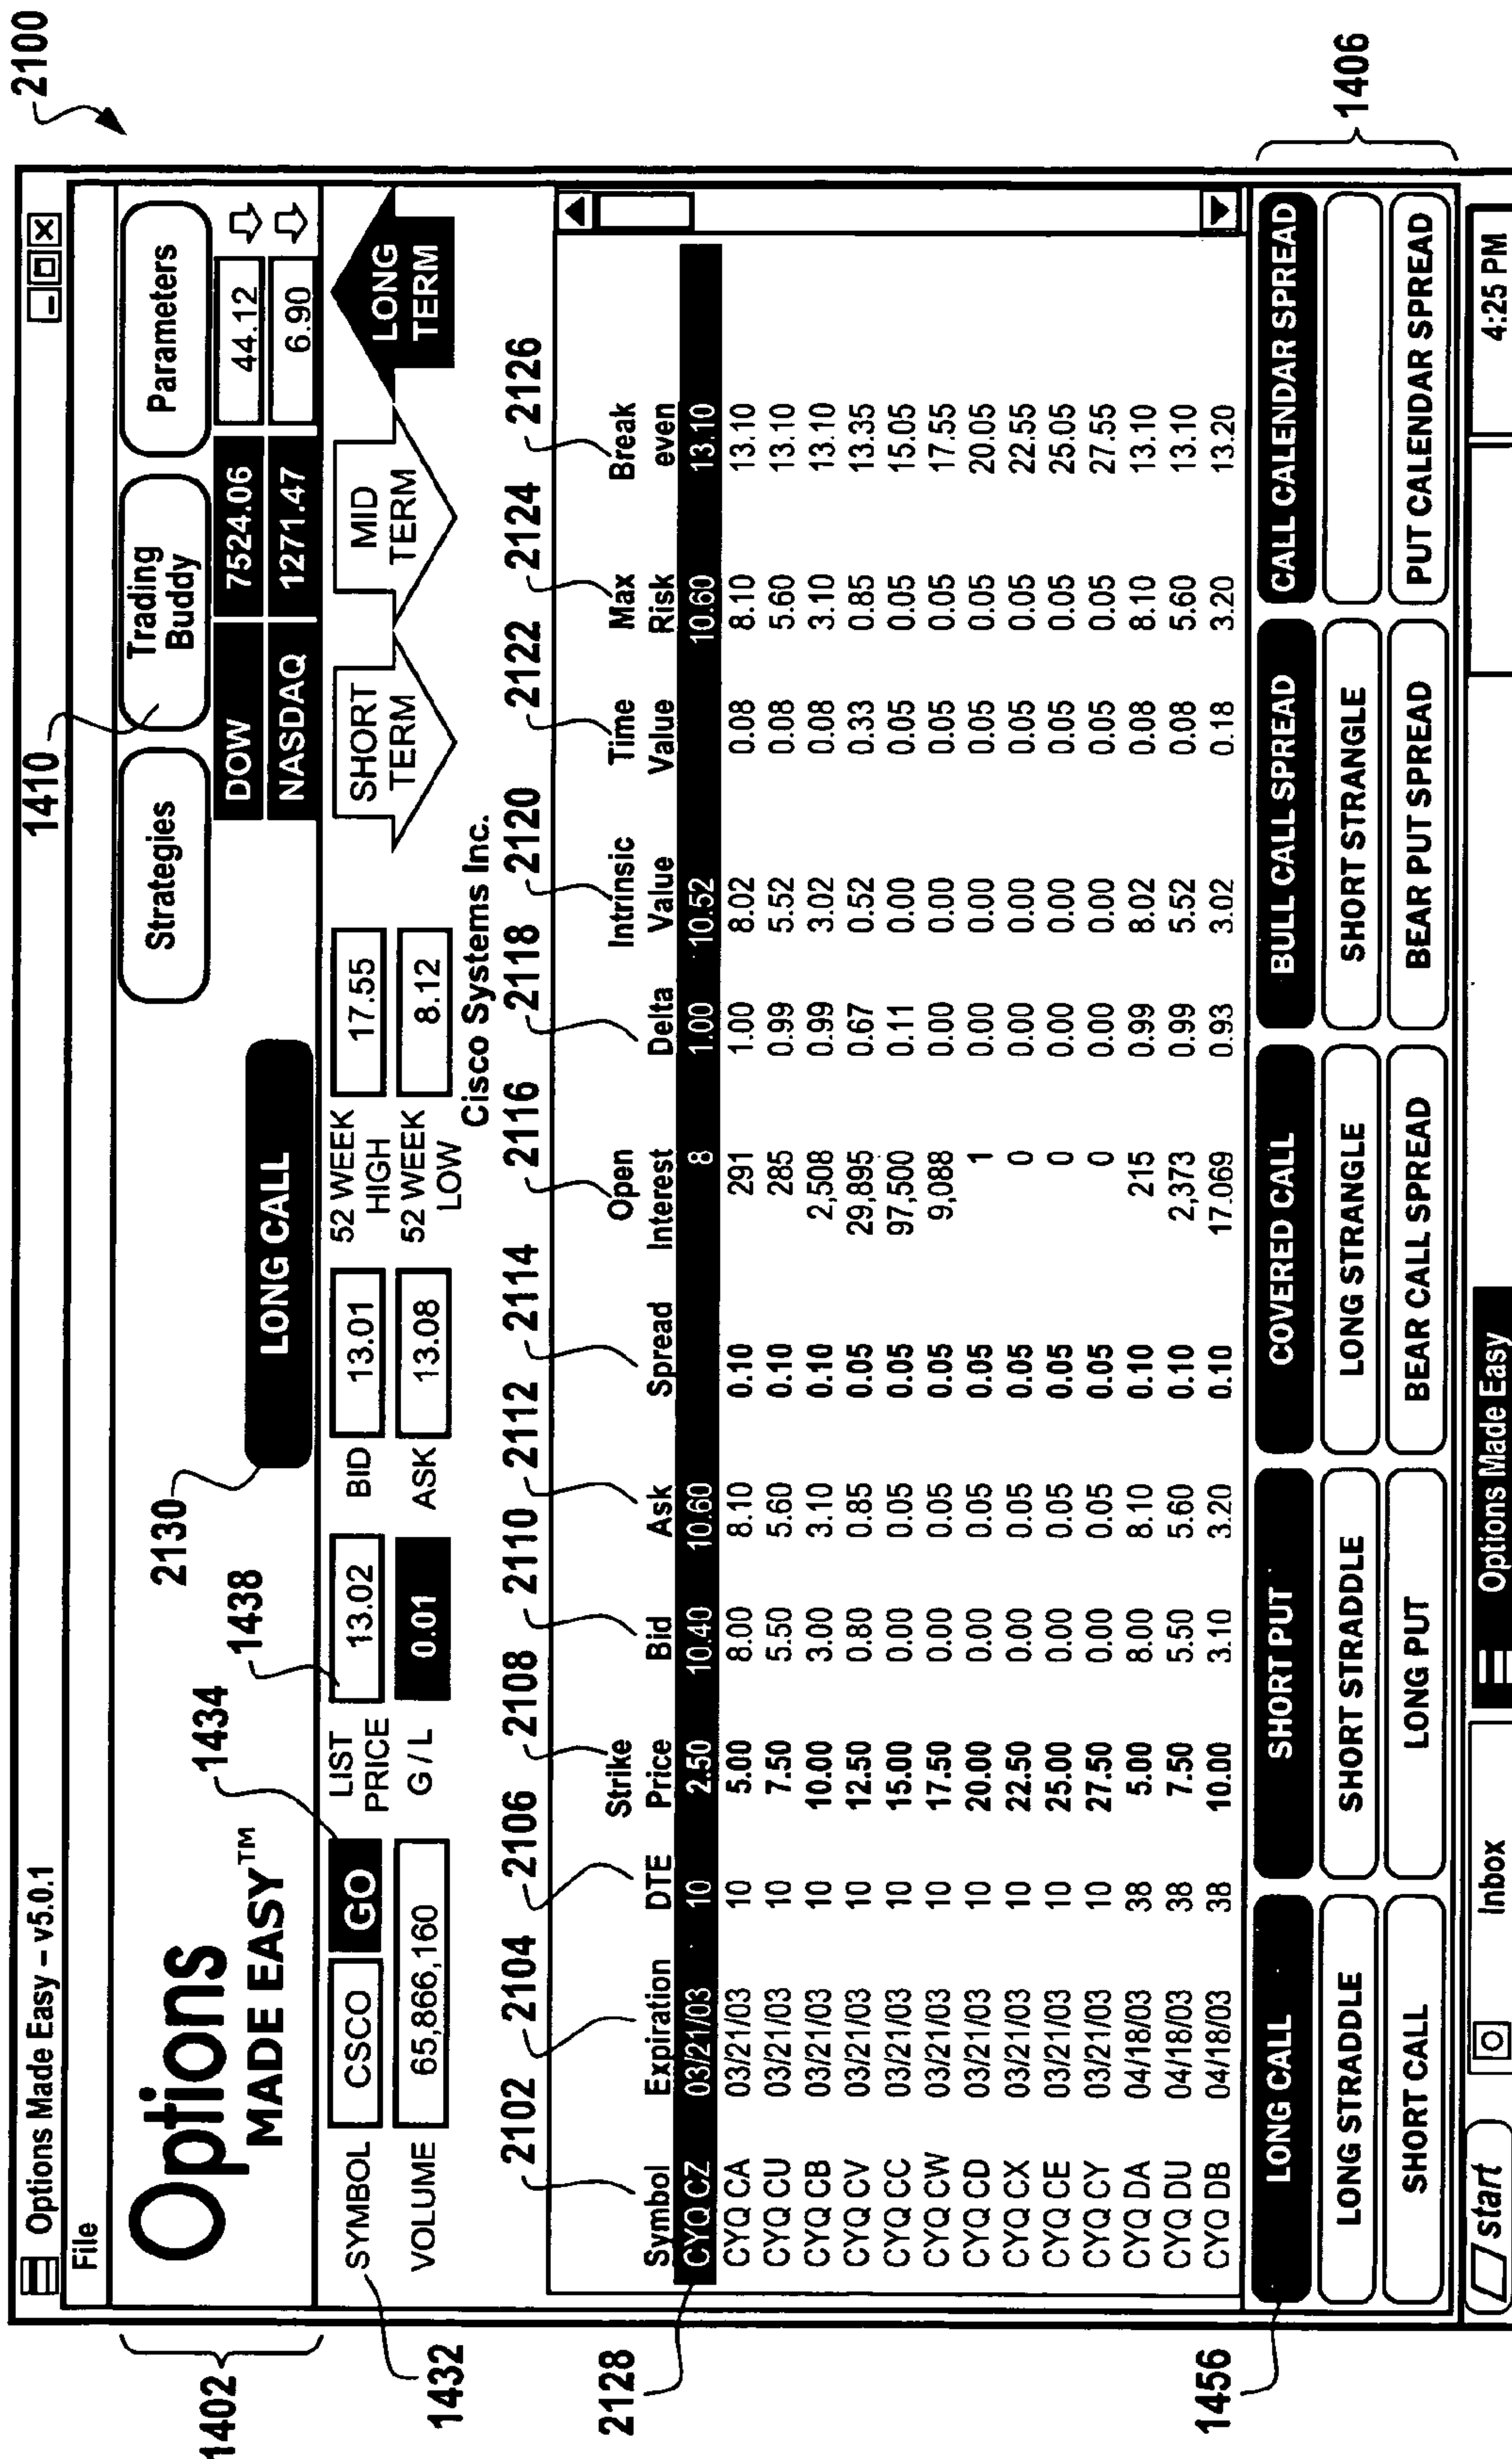 2100
Options Made Easy – v5.0.1
File
1410
1402
Options
MADE EASY™
Strategies
Trading
Buddy
Parameters
2130
LONG CALL
DOW 7524.06 44.12
NASDAQ 1271.47 6.90
1434
1438
1432
SYMBOL CSCO GO
VOLUME 65,866,160
LIST
PRICE 13.02
G / L 0.01
BID 13.01
ASK 13.08
52 WEEK
HIGH 17.55
52 WEEK
LOW 8.12
SHORT
TERM
MID
TERM
LONG
TERM
Cisco Systems Inc.
2102 2104 2106 2108 2110 2112 2114 2116 2118 2120 2122 2124 2126
Symbol Expiration DTE Strike Price Bid Ask Spread Open Interest Delta Intrinsic Value Time Value Max Risk Break even
2128
CYQ CZ 03/21/03 10 2.50 10.40 10.60 8 1.00 10.52 10.60 13.10
CYQ CA 03/21/03 10 5.00 8.00 8.10 0.10 291 1.00 8.02 0.08 8.10 13.10
CYQ CU 03/21/03 10 7.50 5.50 5.60 0.10 285 0.99 5.52 0.08 5.60 13.10
CYQ CB 03/21/03 10 10.00 3.00 3.10 0.10 2,508 0.99 3.02 0.08 3.10 13.10
CYQ CV 03/21/03 10 12.50 0.80 0.85 0.05 29,895 0.67 0.52 0.33 0.85 13.35
CYQ CC 03/21/03 10 15.00 0.00 0.05 0.05 97,500 0.11 0.00 0.05 0.05 15.05
CYQ CW 03/21/03 10 17.50 0.00 0.05 0.05 9,088 0.00 0.00 0.05 0.05 17.55
CYQ CD 03/21/03 10 20.00 0.00 0.05 0.05 1 0.00 0.00 0.05 0.05 20.05
CYQ CX 03/21/03 10 22.50 0.00 0.05 0.05 0 0.00 0.00 0.05 0.05 22.55
CYQ CE 03/21/03 10 25.00 0.00 0.05 0.05 0 0.00 0.00 0.05 0.05 25.05
CYQ CY 03/21/03 10 27.50 0.00 0.05 0.05 0 0.00 0.00 0.05 0.05 27.55
CYQ DA 04/18/03 38 5.00 8.00 8.10 0.10 215 0.99 8.02 0.08 8.10 13.10
CYQ DU 04/18/03 38 7.50 5.50 5.60 0.10 2,373 0.99 5.52 0.08 5.60 13.10
CYQ DB 04/18/03 38 10.00 3.10 3.20 0.10 17.069 0.93 3.02 0.18 3.20 13.20
1456
1406
LONG CALL SHORT PUT COVERED CALL BULL CALL SPREAD CALL CALENDAR SPREAD
LONG STRADDLE SHORT STRADDLE LONG STRANGLE SHORT STRANGLE
SHORT CALL LONG PUT BEAR CALL SPREAD BEAR PUT SPREAD PUT CALENDAR SPREAD
start Inbox Options Made Easy 4:25 PM